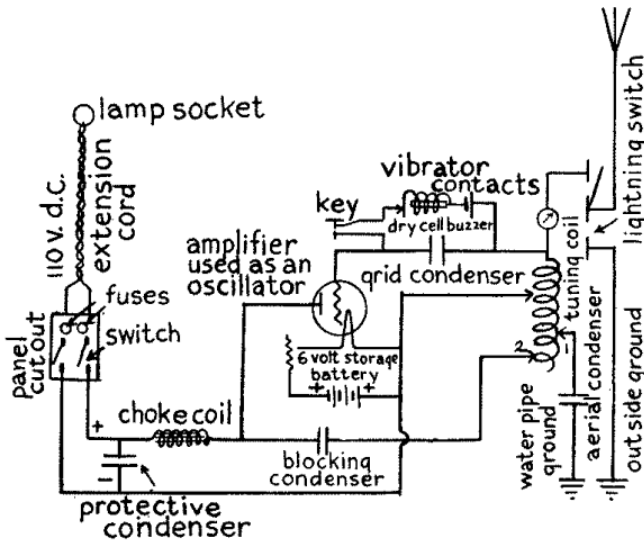 lamp socket
110 v. d.c.
extension
cord
fuses
switch
panel
cutout
+
choke coil
-
protective
condenser
amplifier
used as an
oscillator
key
vibrator
contacts
dry cell buzzer
grid condenser
6 volt storage
battery
+
blocking
condenser
2
1
tuning coil
water pipe
ground
aerial condenser
outside ground
lightning switch